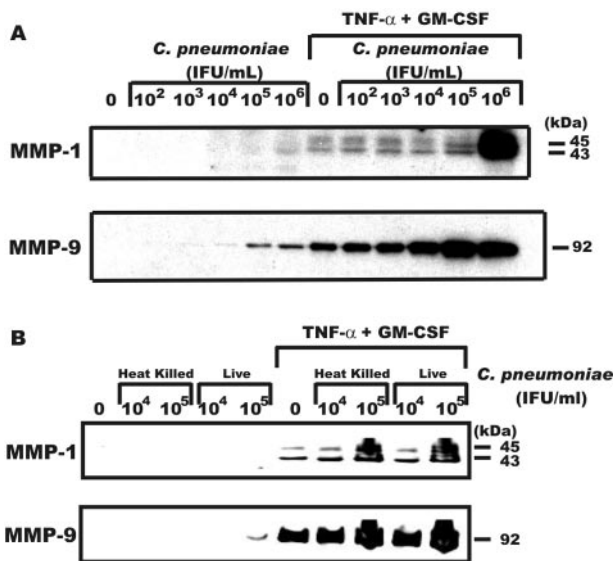 A
TNF-α + GM-CSF
C. pneumoniae C. pneumoniae
(IFU/mL) (IFU/mL)
0 10² 10³ 10⁴ 10⁵ 10⁶ 0 10² 10³ 10⁴ 10⁵ 10⁶
(kDa)
MMP-1 45
43
MMP-9 92
B
TNF-α + GM-CSF
Heat Killed Live Heat Killed Live C. pneumoniae
0 10⁴ 10⁵ 10⁴ 10⁵ 0 10⁴ 10⁵ 10⁴ 10⁵ (IFU/ml)
(kDa)
MMP-1 45
43
MMP-9 92